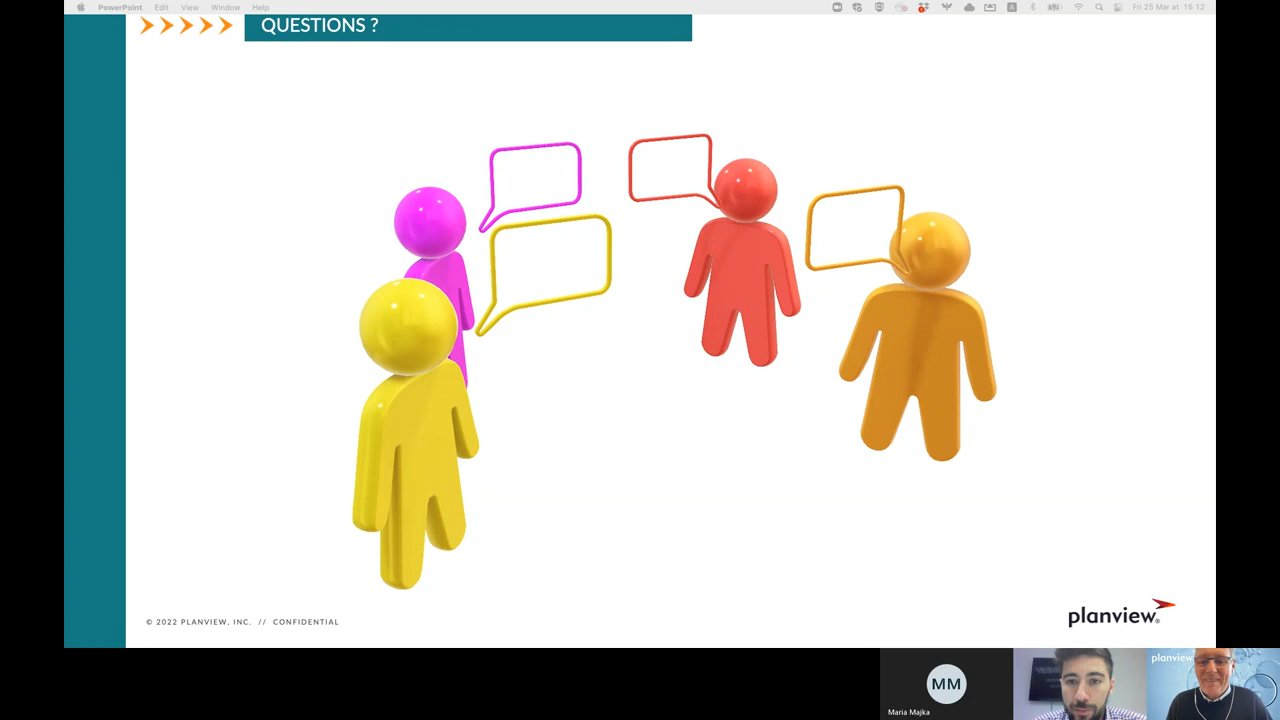 PowerPoint Edit View Window Help
Fri 25 Mar at 15 12
QUESTIONS ?
© 2022 PLANVIEW, INC. // CONFIDENTIAL
planview®
MM
Maria Majka
planview